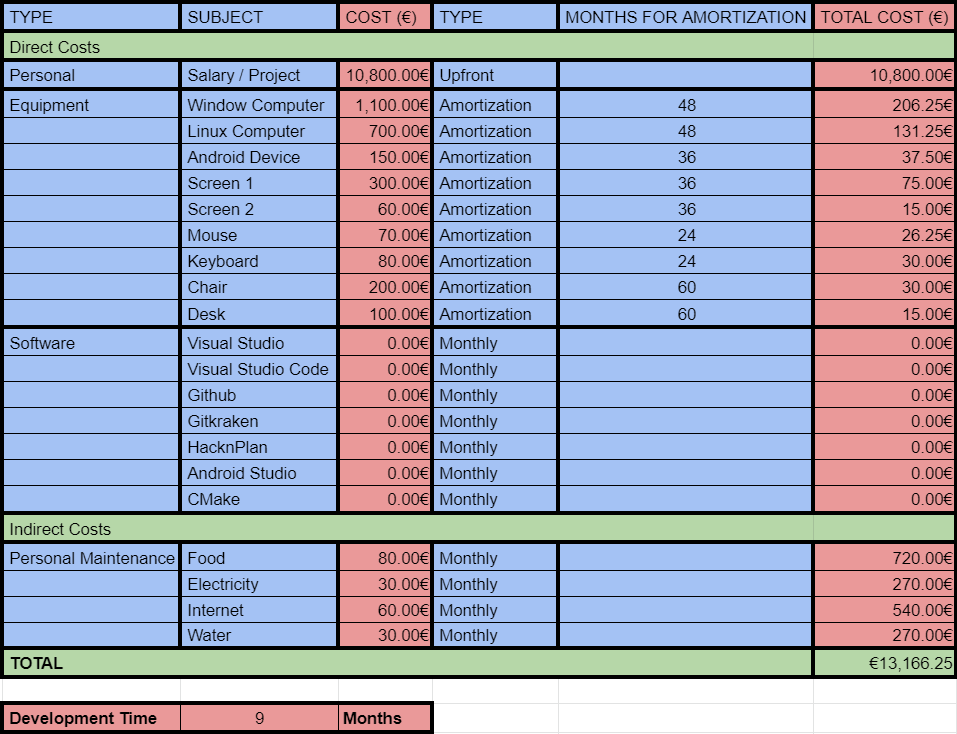 TYPE SUBJECT COST (€) TYPE MONTHS FOR AMORTIZATION TOTAL COST (€)
Direct Costs
Personal Salary / Project 10,800.00€ Upfront 10,800.00€
Equipment Window Computer 1,100.00€ Amortization 48 206.25€
Linux Computer 700.00€ Amortization 48 131.25€
Android Device 150.00€ Amortization 36 37.50€
Screen 1 300.00€ Amortization 36 75.00€
Screen 2 60.00€ Amortization 36 15.00€
Mouse 70.00€ Amortization 24 26.25€
Keyboard 80.00€ Amortization 24 30.00€
Chair 200.00€ Amortization 60 30.00€
Desk 100.00€ Amortization 60 15.00€
Software Visual Studio 0.00€ Monthly 0.00€
Visual Studio Code 0.00€ Monthly 0.00€
Github 0.00€ Monthly 0.00€
Gitkraken 0.00€ Monthly 0.00€
HacknPlan 0.00€ Monthly 0.00€
Android Studio 0.00€ Monthly 0.00€
CMake 0.00€ Monthly 0.00€
Indirect Costs
Personal Maintenance Food 80.00€ Monthly 720.00€
Electricity 30.00€ Monthly 270.00€
Internet 60.00€ Monthly 540.00€
Water 30.00€ Monthly 270.00€
TOTAL €13,166.25
Development Time 9 Months